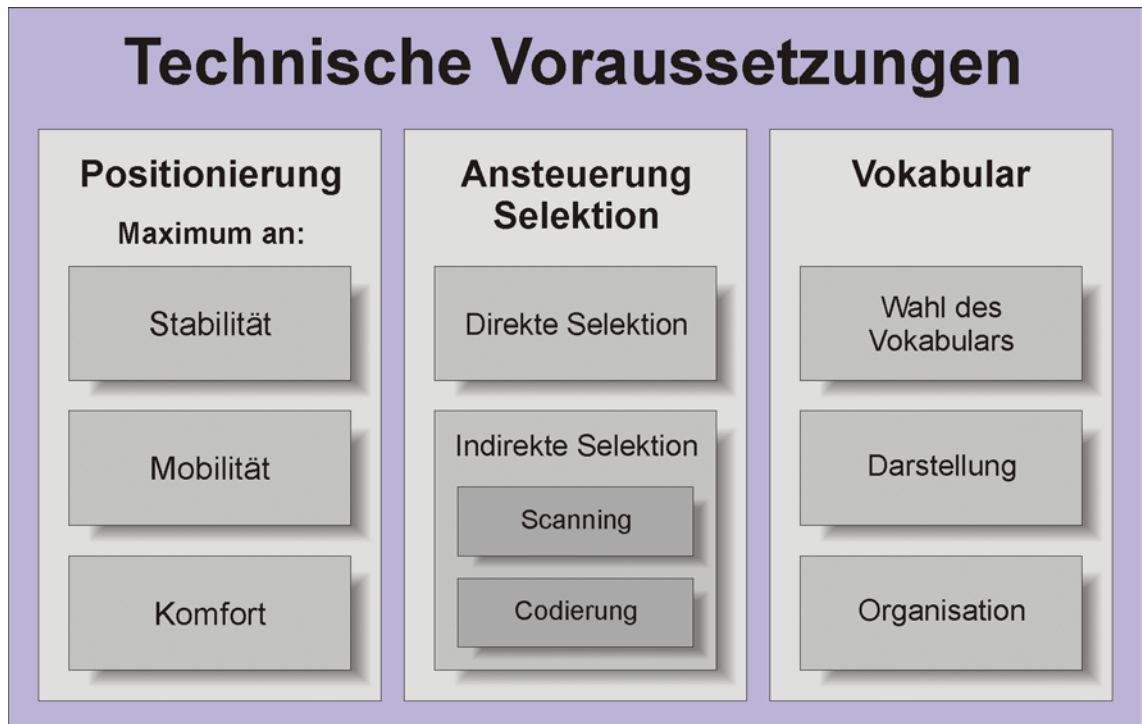 Technische Voraussetzungen
Positionierung
Maximum an:
Stabilität
Mobilität
Komfort
Ansteuerung
Selektion
Direkte Selektion
Indirekte Selektion
Scanning
Codierung
Vokabular
Wahl des
Vokabulars
Darstellung
Organisation